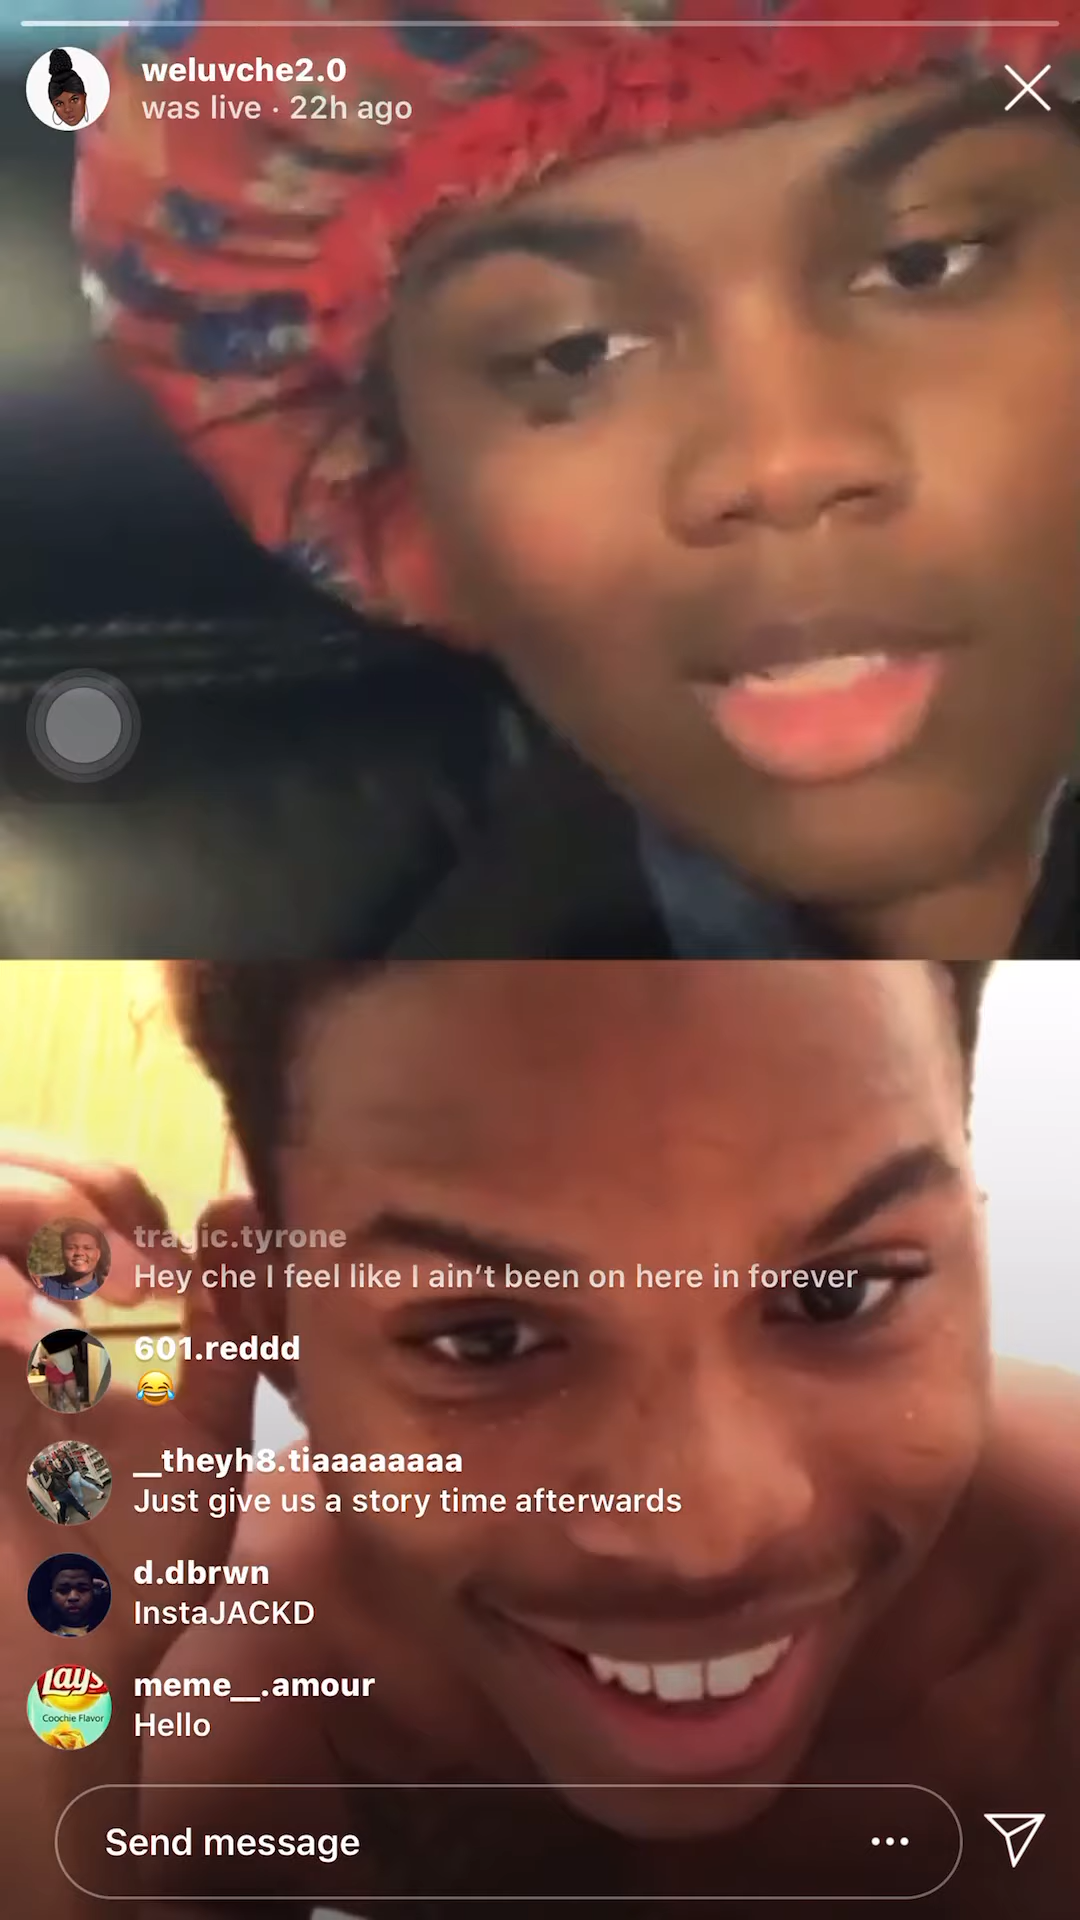 weluvche2.0
was live · 22h ago
tragic.tyrone
Hey che I feel like I ain’t been on here in forever
601.reddd
😂
__theyh8.tiaaaaaaaa
Just give us a story time afterwards
d.dbrwn
InstaJACKD
meme__.amour
Hello
Lays
Coochie Flavor
Send message